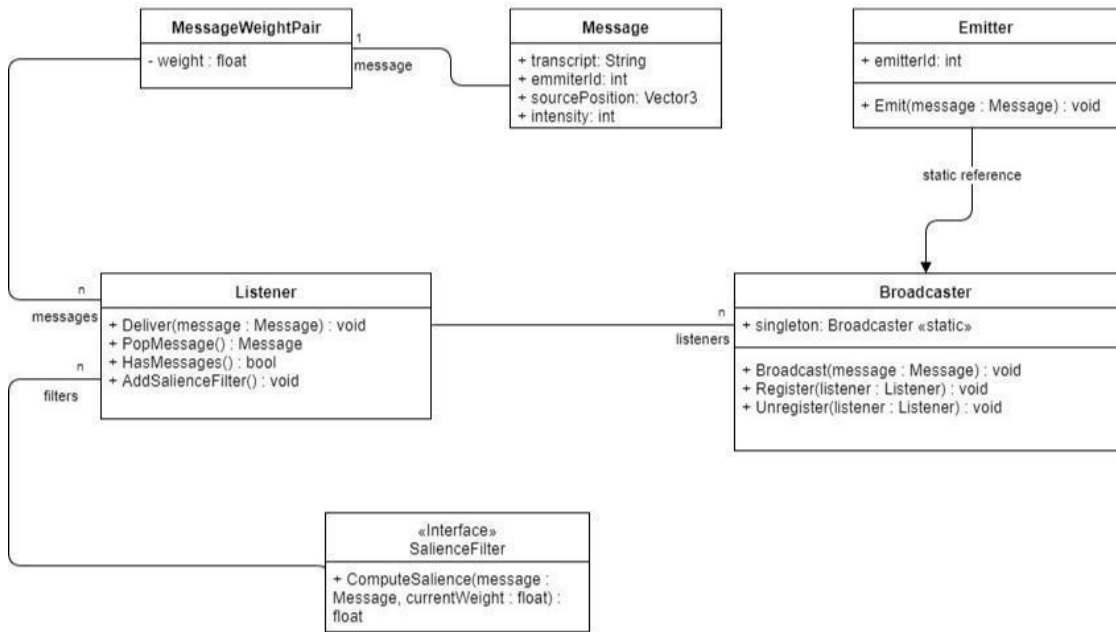 MessageWeightPair
- weight : float
1
message
Message
+ transcript: String
+ emmiterId: int
+ sourcePosition: Vector3
+ intensity: int
Emitter
+ emitterId: int
+ Emit(message : Message) : void
static reference
n
messages
Listener
+ Deliver(message : Message) : void
+ PopMessage() : Message
+ HasMessages() : bool
+ AddSalienceFilter() : void
n
filters
n
listeners
Broadcaster
+ singleton: Broadcaster «static»
+ Broadcast(message : Message) : void
+ Register(listener : Listener) : void
+ Unregister(listener : Listener) : void
«Interface»
SalienceFilter
+ ComputeSalience(message :
Message, currentWeight : float) :
float